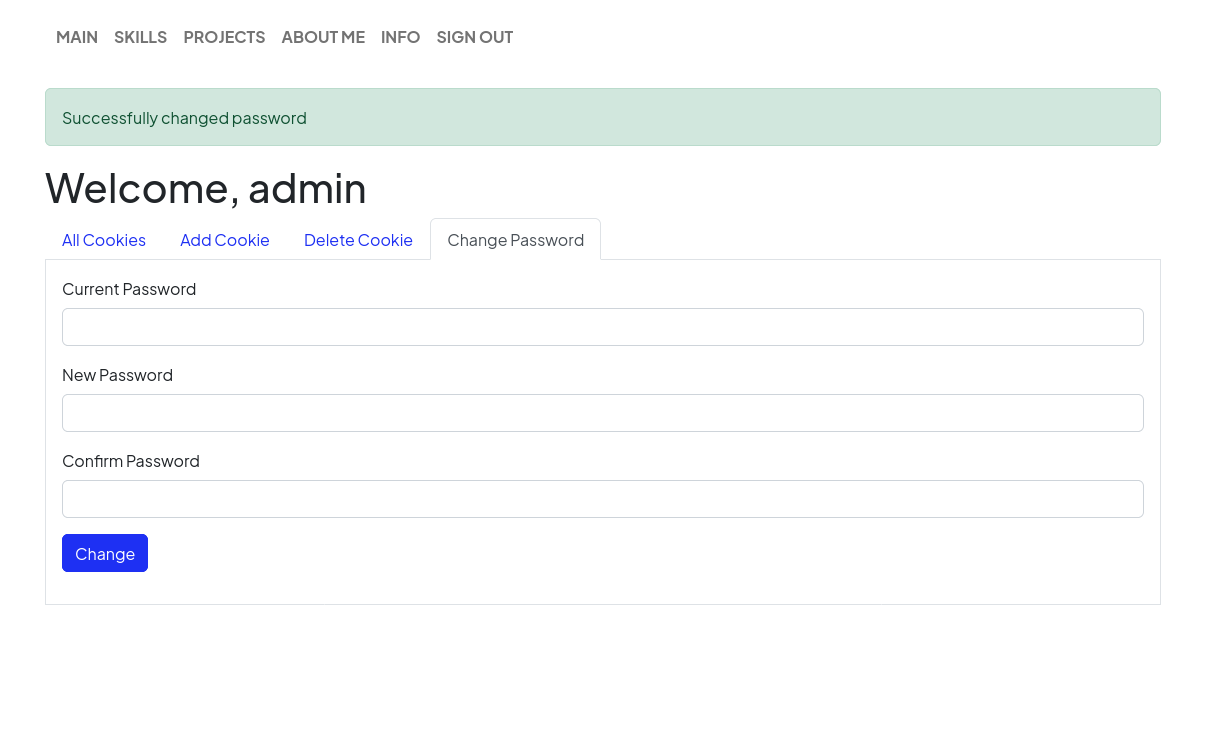 MAIN SKILLS PROJECTS ABOUT ME INFO SIGN OUT
Successfully changed password
Welcome, admin
All Cookies Add Cookie Delete Cookie Change Password
Current Password
New Password
Confirm Password
Change